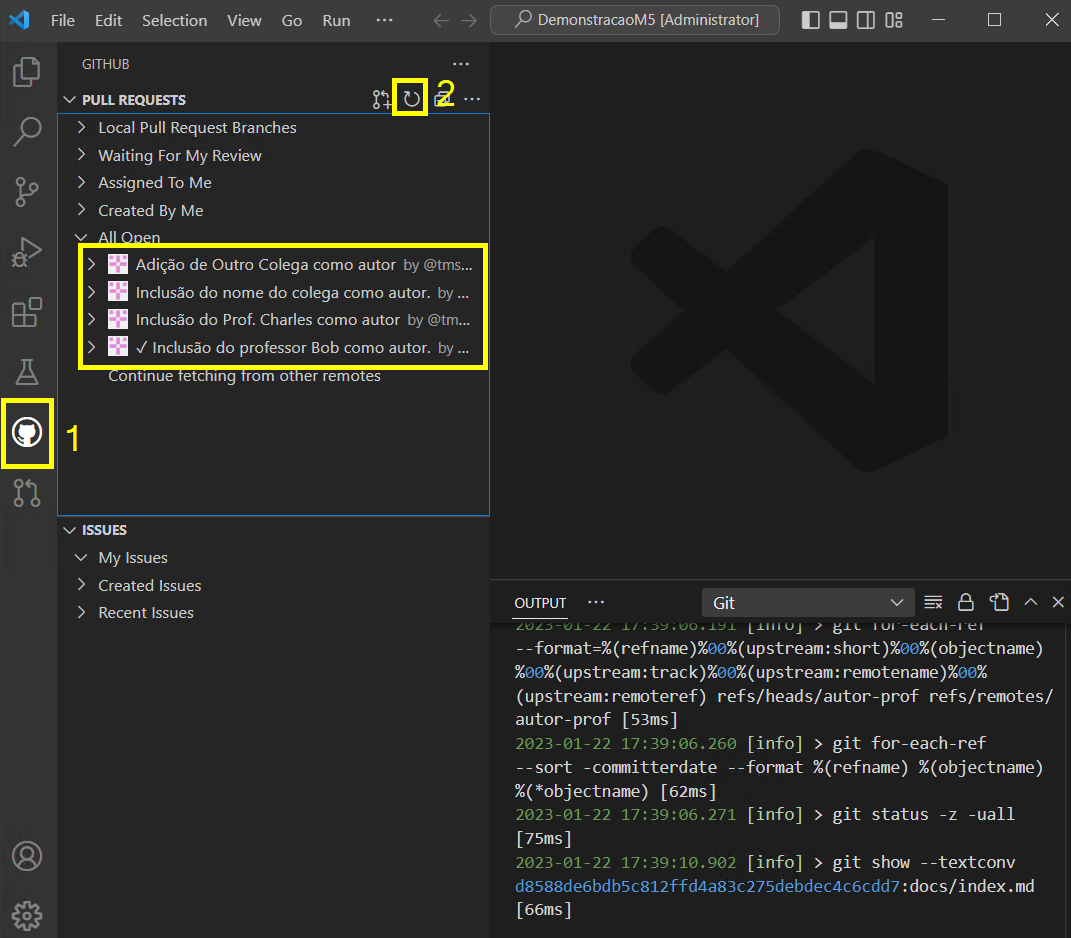 File Edit Selection View Go Run ··· DemonstracaoM5 [Administrator]
GITHUB
PULL REQUESTS
2
Local Pull Request Branches
Waiting For My Review
Assigned To Me
Created By Me
All Open
Adição de Outro Colega como autor by @tms...
Inclusão do nome do colega como autor. by ...
Inclusão do Prof. Charles como autor by @tm...
✓ Inclusão do professor Bob como autor. by ...
Continue fetching from other remotes
1
ISSUES
My Issues
Created Issues
Recent Issues
OUTPUT ··· Git
2023-01-22 17:39:06.191 [info] > git for-each-ref
--format=%(refname)%00%(upstream:short)%00%(objectname)
%00%(upstream:track)%00%(upstream:remotename)%00%
(upstream:remoteref) refs/heads/autor-prof refs/remotes/
autor-prof [53ms]
2023-01-22 17:39:06.260 [info] > git for-each-ref
--sort -committerdate --format %(refname) %(objectname)
%(*objectname) [62ms]
2023-01-22 17:39:06.271 [info] > git status -z -uall
[75ms]
2023-01-22 17:39:10.902 [info] > git show --textconv
d8588de6bdb5c812ffd4a83c275debdec4c6cdd7:docs/index.md
[66ms]